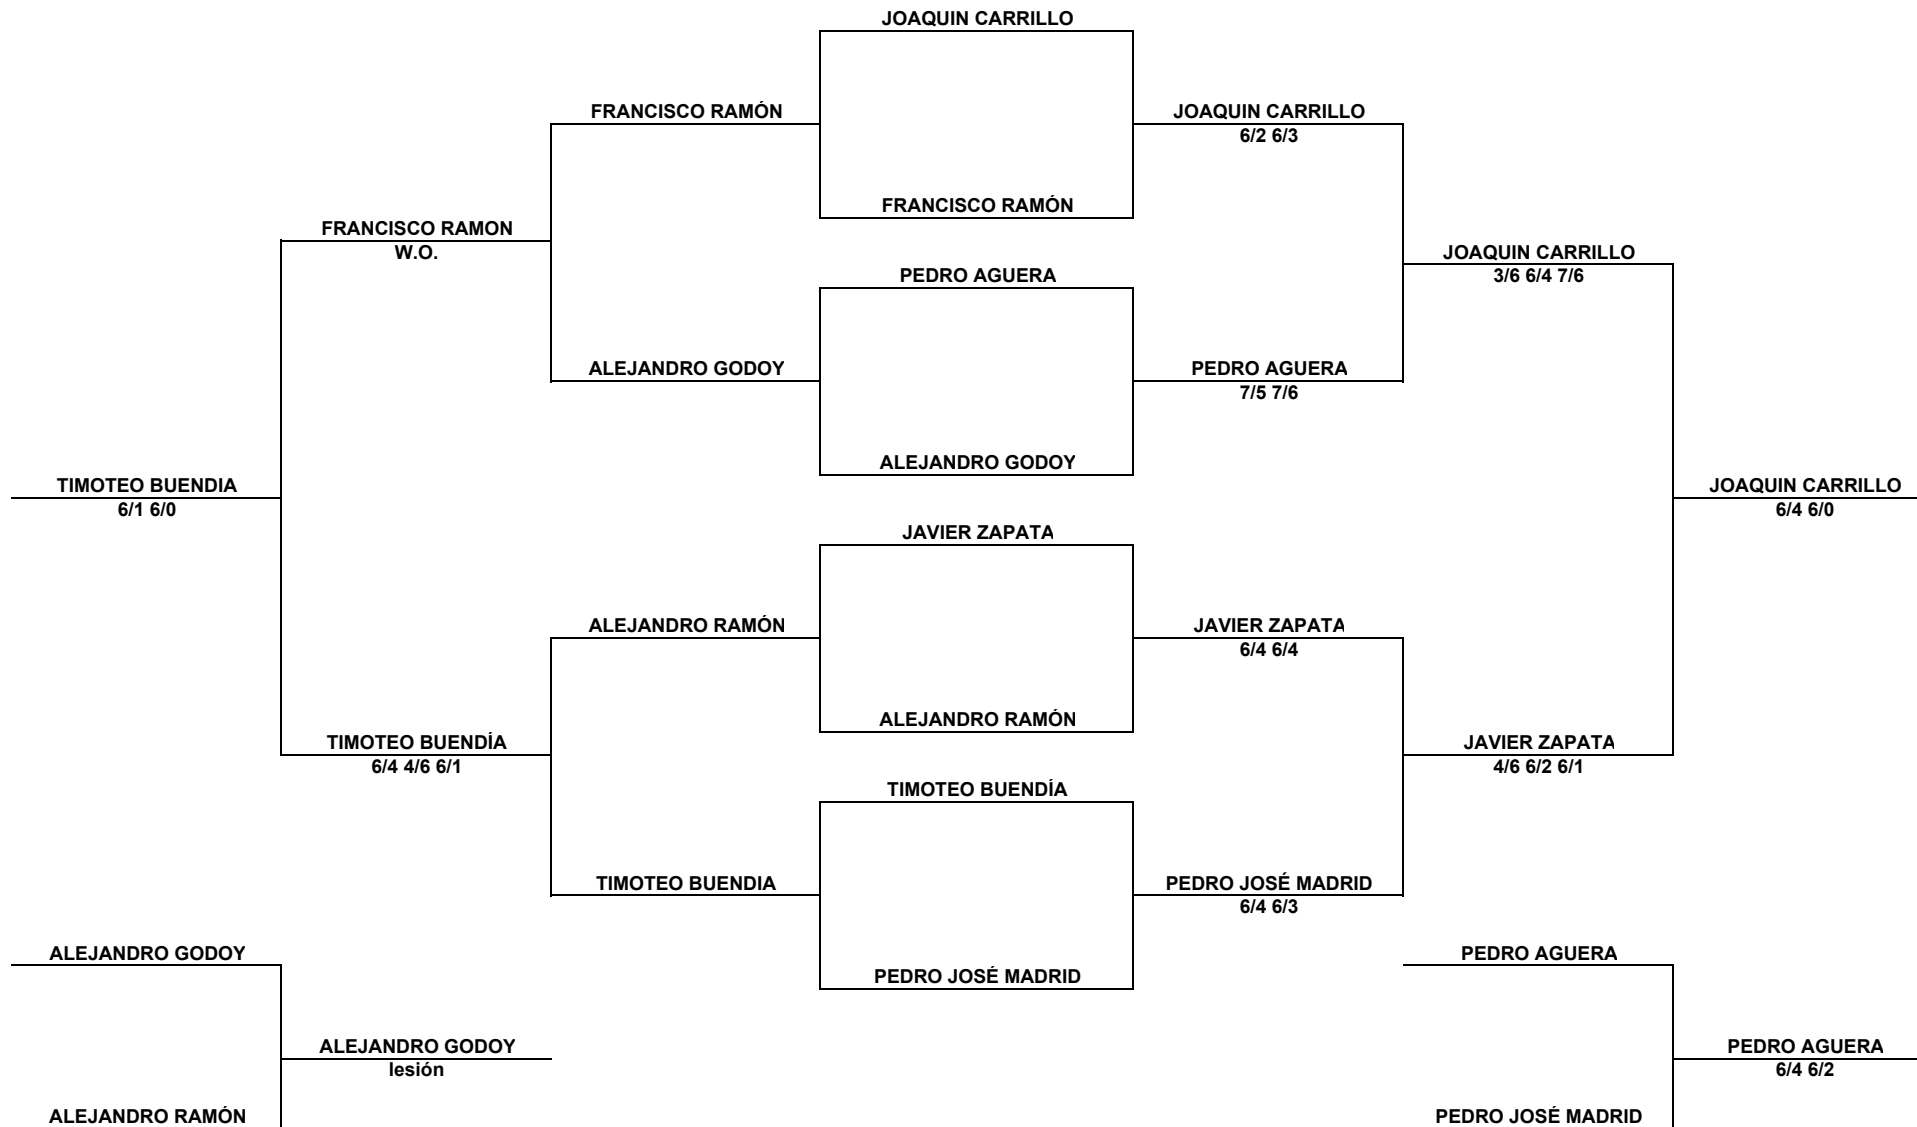 JOAQUIN CARRILLO
FRANCISCO RAMÓN
JOAQUIN CARRILLO
6/2 6/3
FRANCISCO RAMÓN
FRANCISCO RAMON
W.O.
JOAQUIN CARRILLO
3/6 6/4 7/6
PEDRO AGUERA
ALEJANDRO GODOY
PEDRO AGUERA
7/5 7/6
ALEJANDRO GODOY
TIMOTEO BUENDIA
6/1 6/0
JOAQUIN CARRILLO
6/4 6/0
JAVIER ZAPATA
ALEJANDRO RAMÓN
JAVIER ZAPATA
6/4 6/4
ALEJANDRO RAMÓN
TIMOTEO BUENDÍA
6/4 4/6 6/1
JAVIER ZAPATA
4/6 6/2 6/1
TIMOTEO BUENDÍA
TIMOTEO BUENDIA
PEDRO JOSÉ MADRID
6/4 6/3
ALEJANDRO GODOY
PEDRO AGUERA
PEDRO JOSÉ MADRID
ALEJANDRO GODOY
lesión
PEDRO AGUERA
6/4 6/2
ALEJANDRO RAMÓN
PEDRO JOSÉ MADRID